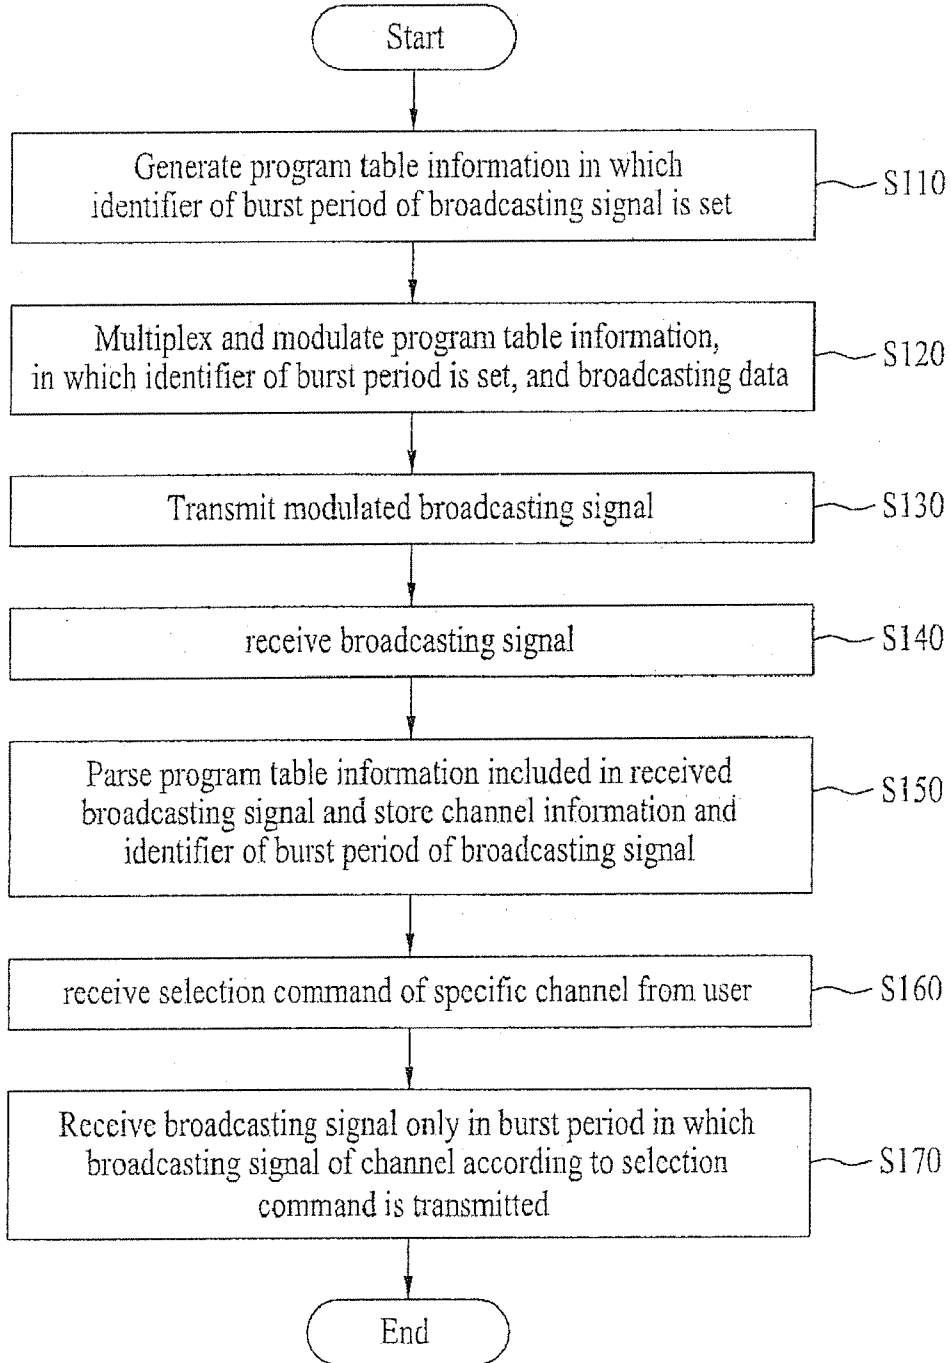 Start
Generate program table information in which
identifier of burst period of broadcasting signal is set
S110
Multiplex and modulate program table information,
in which identifier of burst period is set, and broadcasting data
S120
Transmit modulated broadcasting signal
S130
receive broadcasting signal
S140
Parse program table information included in received
broadcasting signal and store channel information and
identifier of burst period of broadcasting signal
S150
receive selection command of specific channel from user
S160
Receive broadcasting signal only in burst period in which
broadcasting signal of channel according to selection
command is transmitted
S170
End